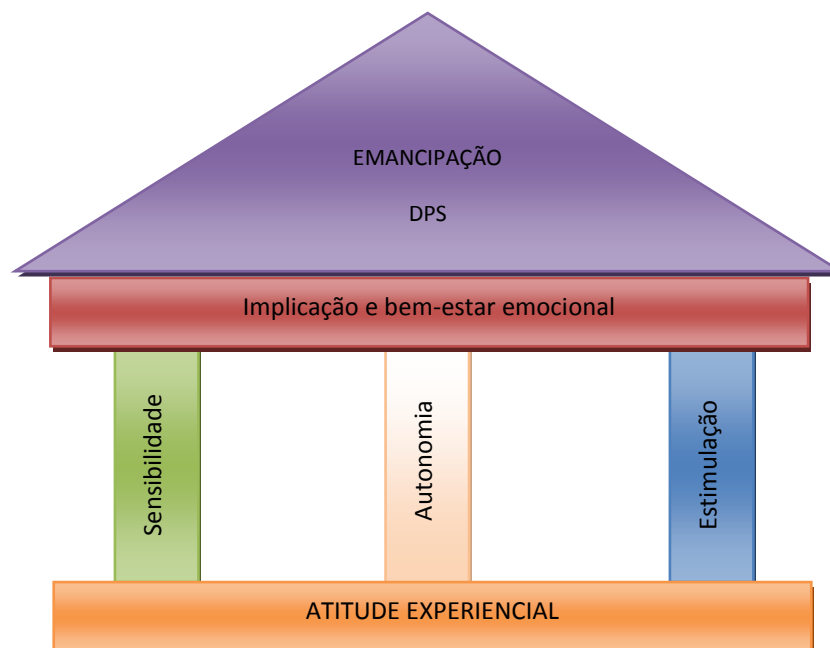 EMANCIPAÇÃO
DPS
Implicação e bem-estar emocional
Sensibilidade
Autonomia
Estimulação
ATITUDE EXPERIENCIAL